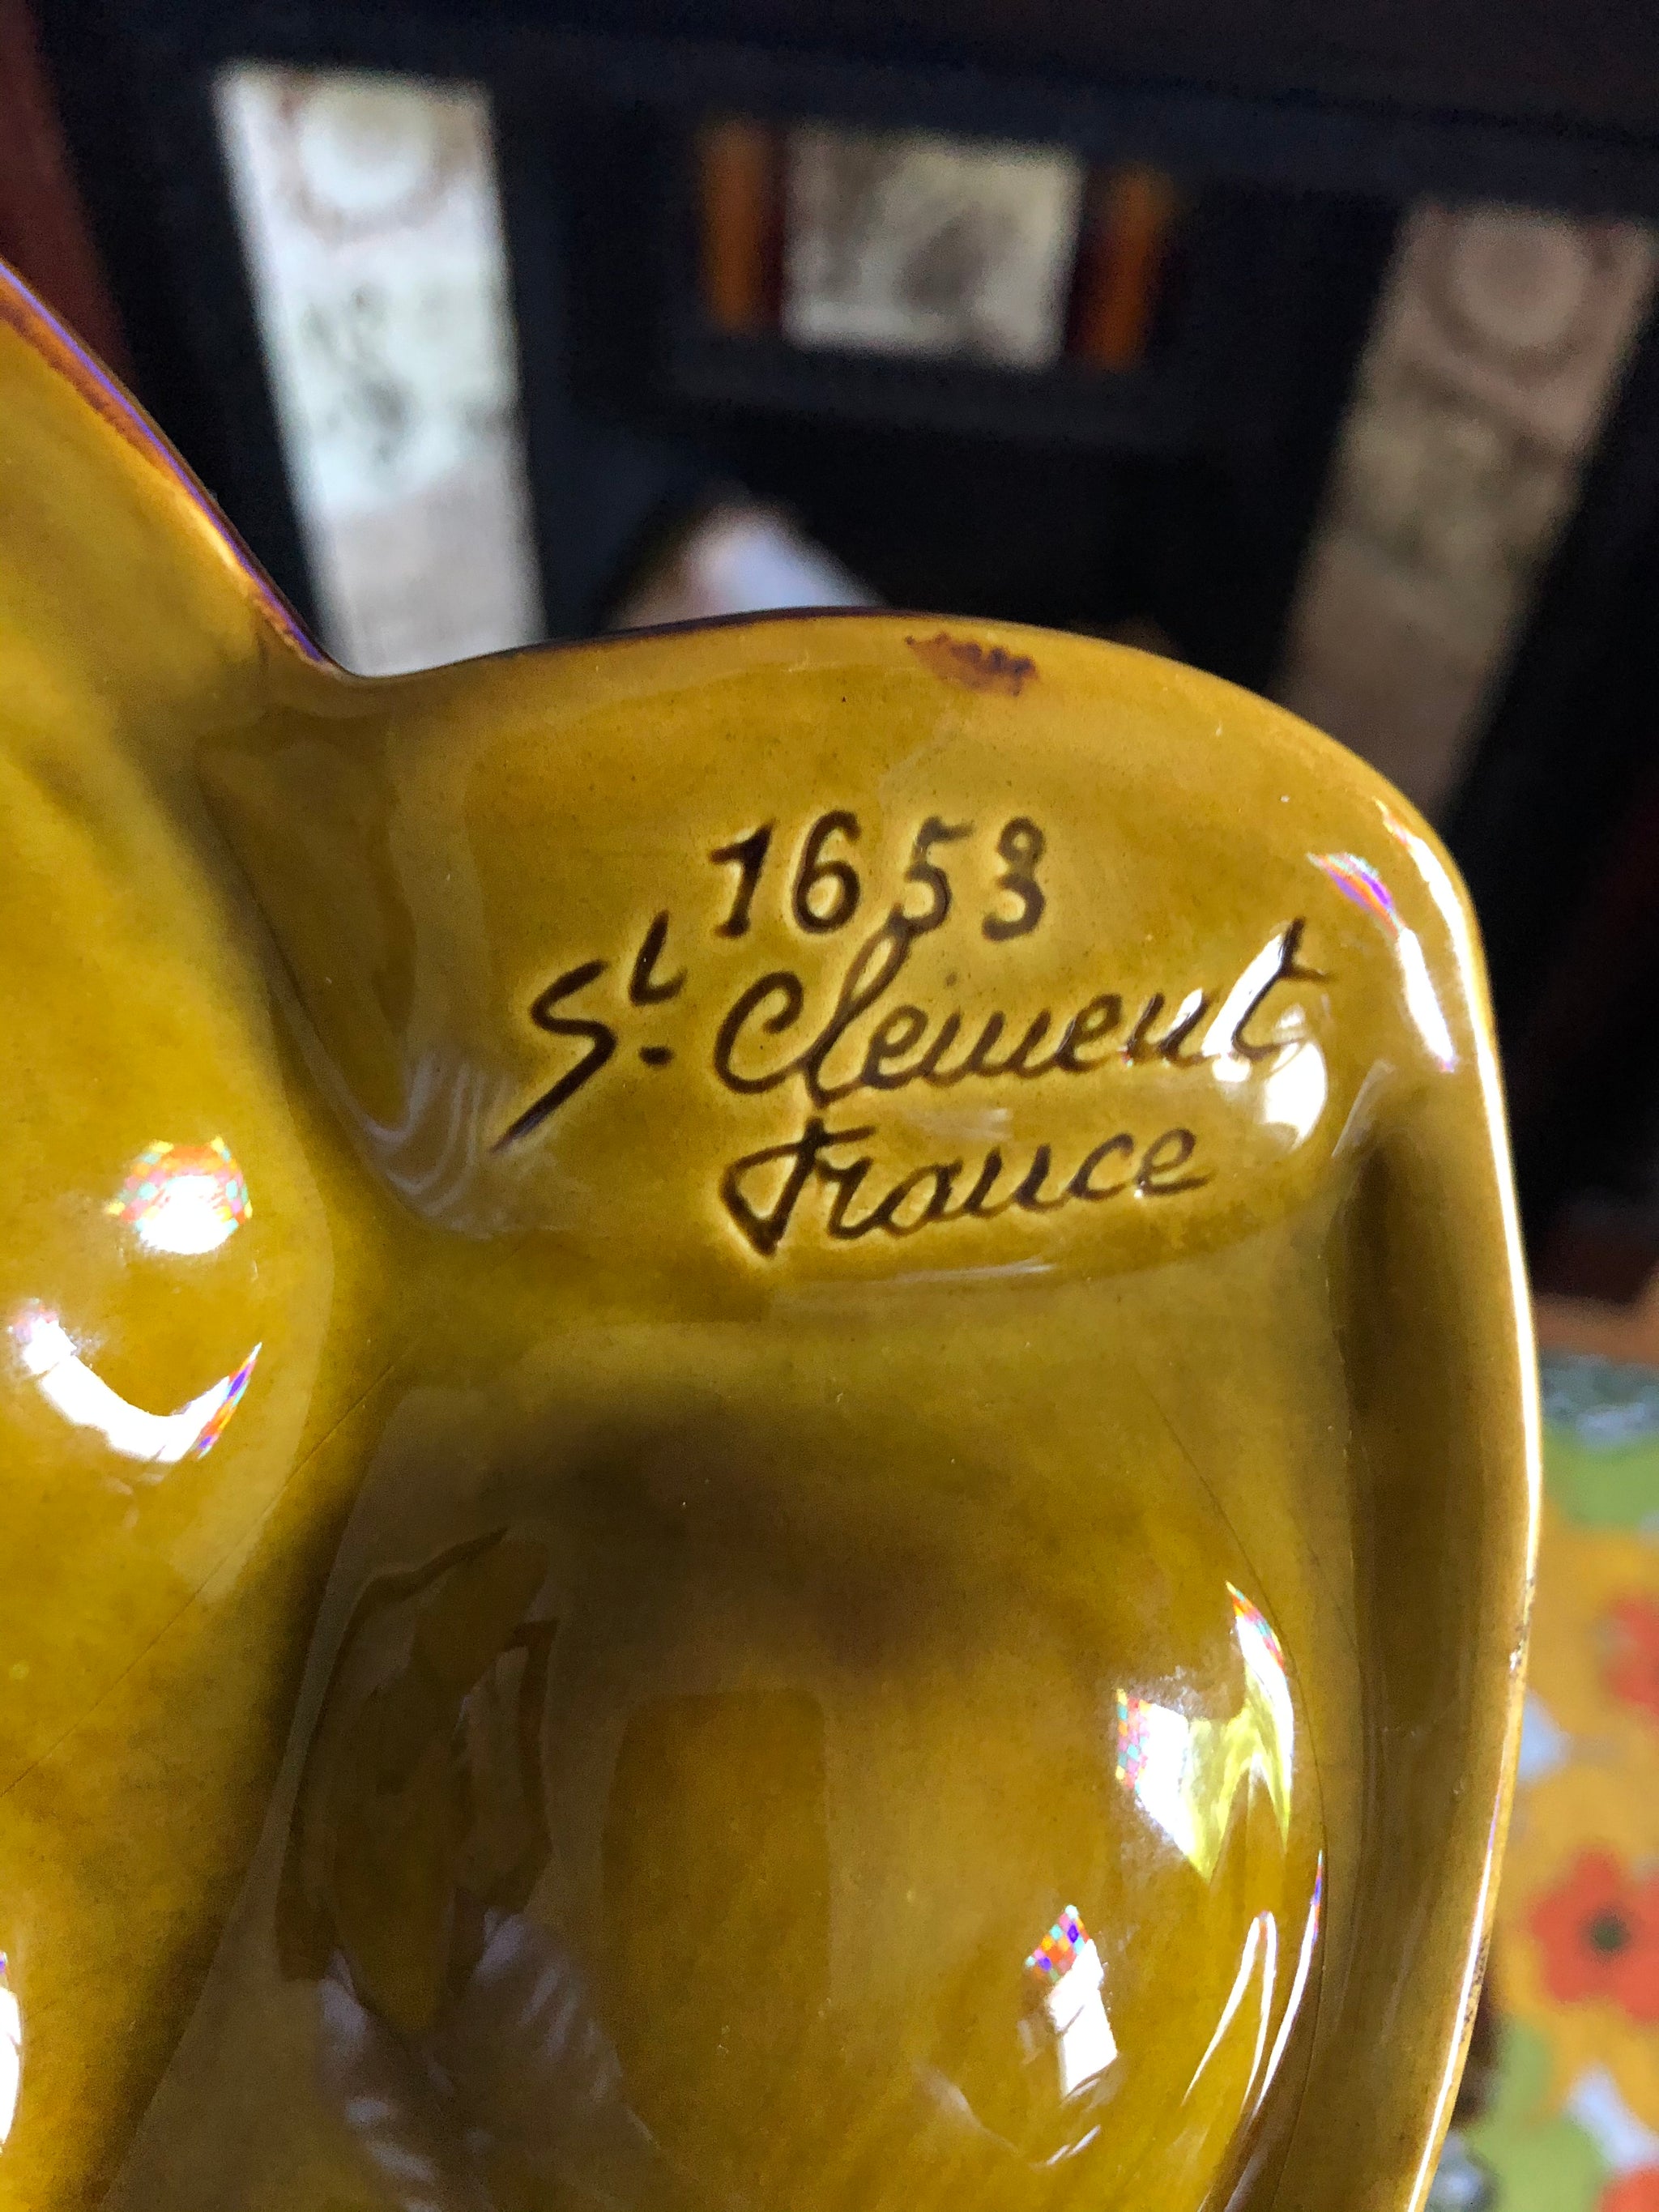 1653
St. Clement
France